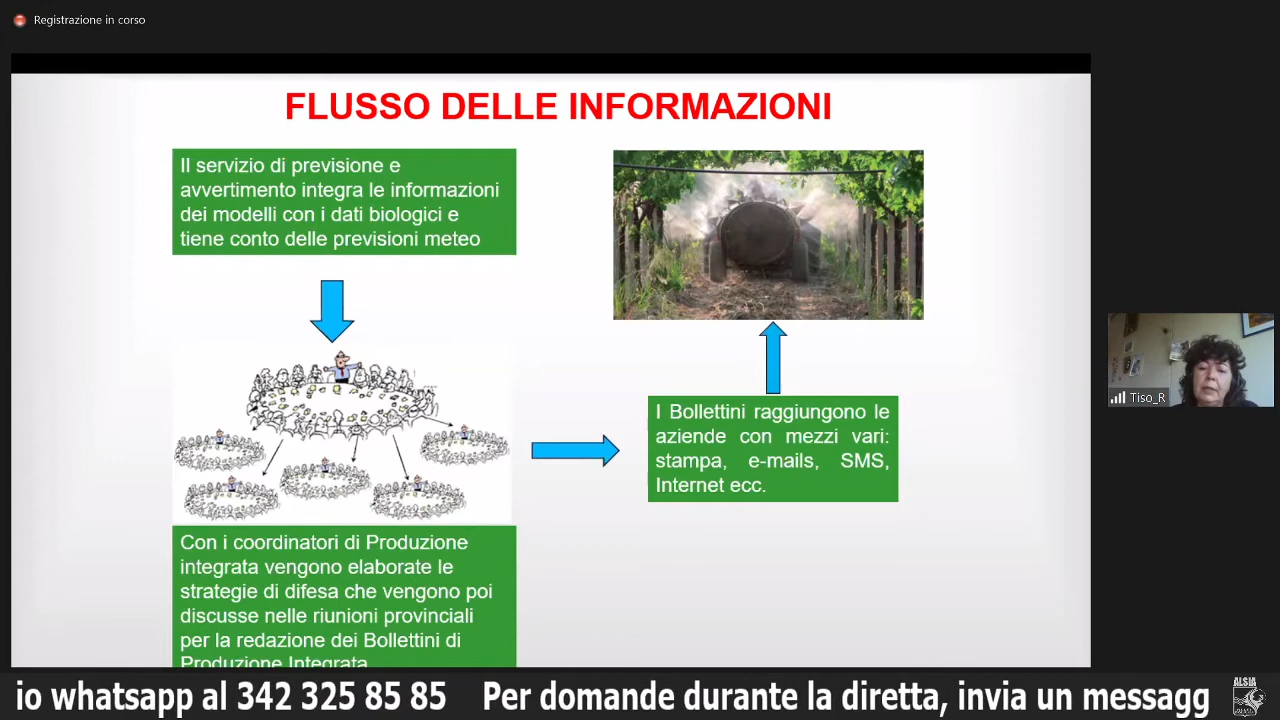 Registrazione in corso
FLUSSO DELLE INFORMAZIONI
Il servizio di previsione e
avvertimento integra le informazioni
dei modelli con i dati biologici e
tiene conto delle previsioni meteo
I Bollettini raggiungono le
aziende con mezzi vari:
stampa, e-mails, SMS,
Internet ecc.
Con i coordinatori di Produzione
integrata vengono elaborate le
strategie di difesa che vengono poi
discusse nelle riunioni provinciali
per la redazione dei Bollettini di
Produzione Integrata
Tiso_R
io whatsapp al 342 325 85 85 Per domande durante la diretta, invia un messagg
ALSIA